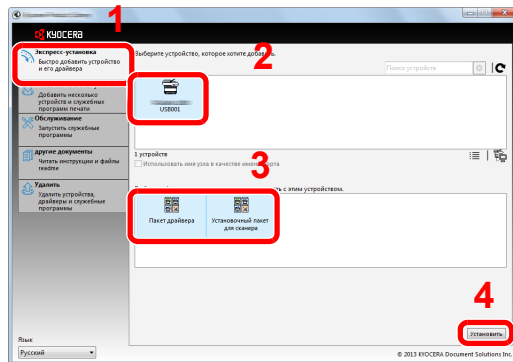 1
KYOCERA
Экспресс-установка
Быстро добавить устройство
и его драйвера
Добавить несколько
устройств и служебных
программ печати
Обслуживание
Запустить служебные
программы
другие документы
Читать инструкции и файлы
readme
Удалить
Удалить устройства,
драйверы и служебные
программы
Язык
Русский
2
Выберите устройство, которое хотите
Поиск устройств
USB001
1 устройств
Использовать имя узла в качестве имени
3
с этим устройством.
Пакет драйвера
Установочный пакет
для сканера
4
Установить
© 2013 KYOCERA Document Solutions Inc.